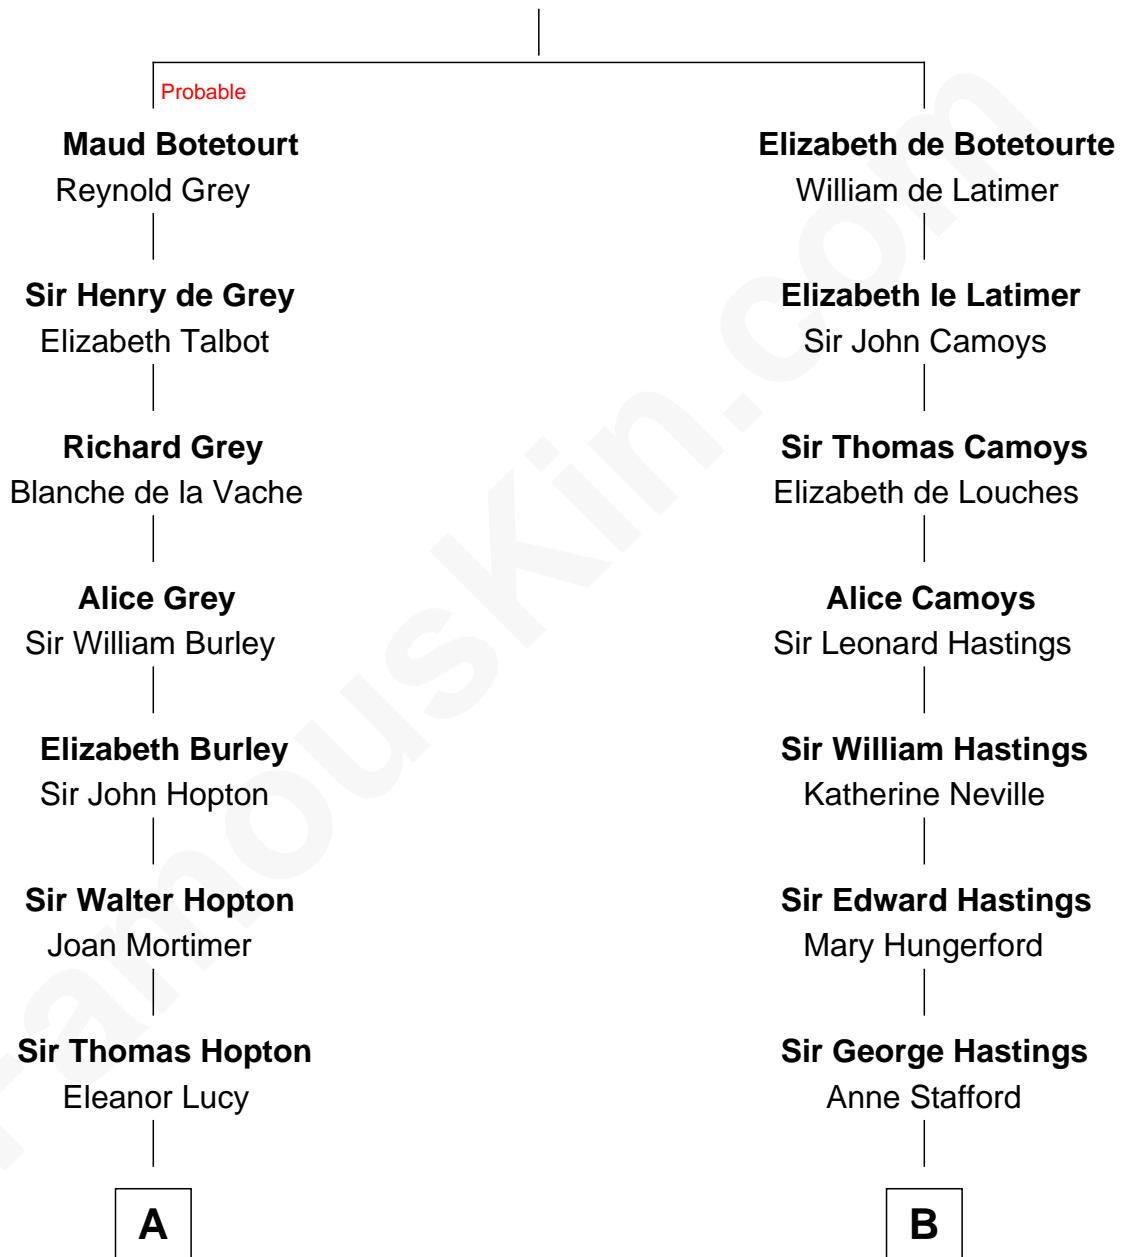 Probable
Maud Botetourt
Reynold Grey
Sir Henry de Grey
Elizabeth Talbot
Richard Grey
Blanche de la Vache
Alice Grey
Sir William Burley
Elizabeth Burley
Sir John Hopton
Sir Walter Hopton
Joan Mortimer
Sir Thomas Hopton
Eleanor Lucy
A
Elizabeth de Botetourte
William de Latimer
Elizabeth le Latimer
Sir John Camoys
Sir Thomas Camoys
Elizabeth de Louches
Alice Camoys
Sir Leonard Hastings
Sir William Hastings
Katherine Neville
Sir Edward Hastings
Mary Hungerford
Sir George Hastings
Anne Stafford
B
FamousKin.com